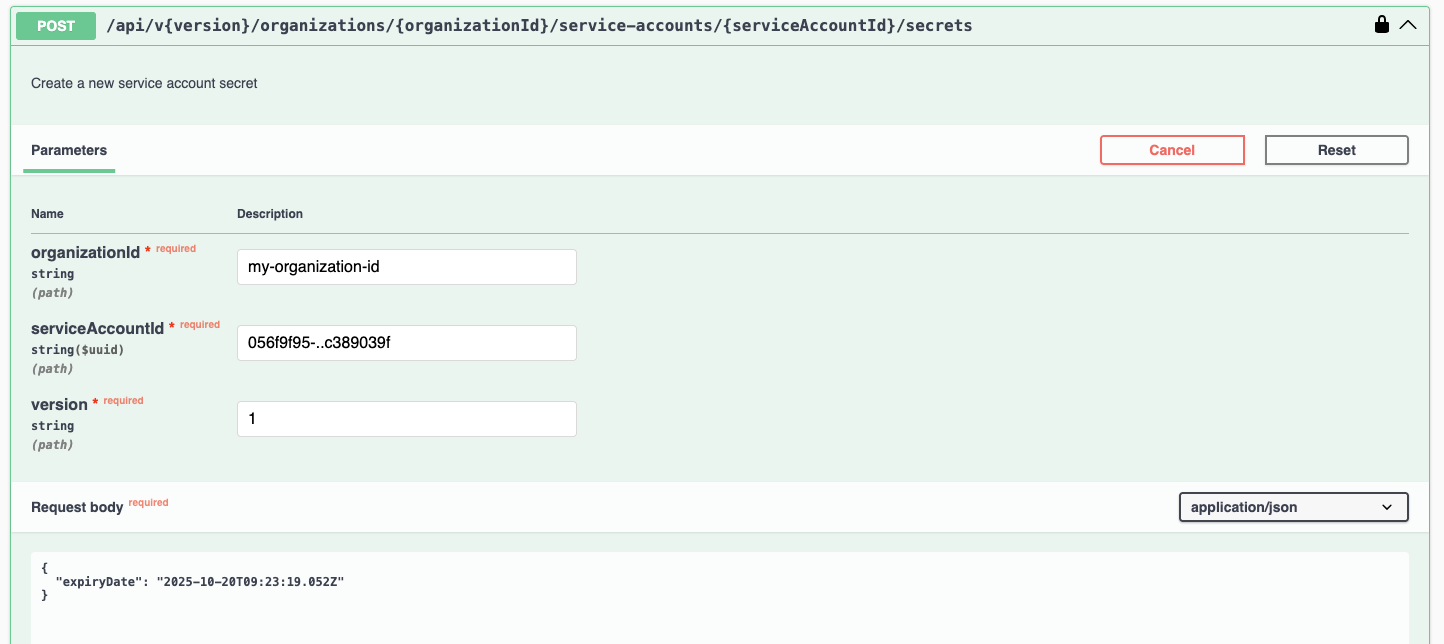 POST /api/v{version}/organizations/{organizationId}/service-accounts/{serviceAccountId}/secrets
Create a new service account secret
Parameters Cancel Reset
Name Description
organizationId * required
string
(path)
my-organization-id
serviceAccountId * required
string($uuid)
(path)
056f9f95-..c389039f
version * required
string
(path)
1
Request body required application/json
{
  "expiryDate": "2025-10-20T09:23:19.052Z"
}